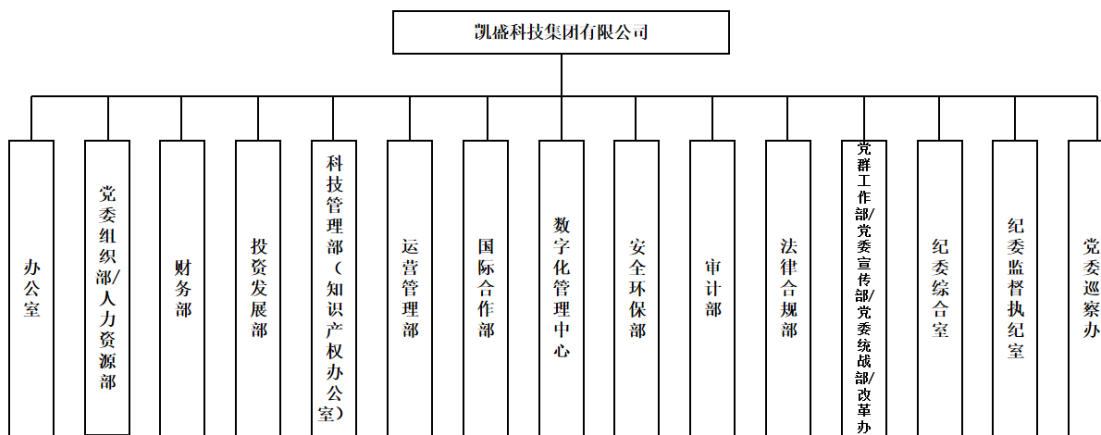 凯盛科技集团有限公司
办公室
党委组织部/人力资源部
财务部
投资发展部
科技管理部（知识产权办公室）
运营管理部
国际合作部
数字化管理中心
安全环保部
审计部
法律合规部
党群工作部/党委宣传部/党委统战部/改革办
纪委综合室
纪委监督执纪室
党委巡察办